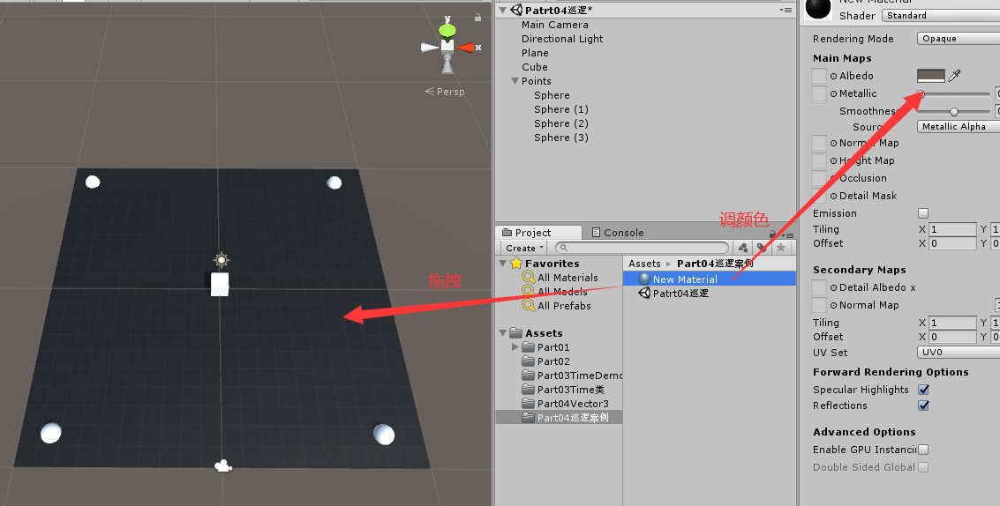 y
x
Persp
拖拽
Patrt04巡逻*
Main Camera
Directional Light
Plane
Cube
Points
Sphere
Sphere (1)
Sphere (2)
Sphere (3)
调颜色
Project
Console
Create
Favorites
All Materials
All Models
All Prefabs
Assets
Part01
Part02
Part03TimeDemo
Part03Time类
Part04Vector3
Part04巡逻案例
Assets ▸ Part04巡逻案例
New Material
Patrt04巡逻
New Material
Shader Standard
Rendering Mode Opaque
Main Maps
Albedo
Metallic
Smoothness
Source Metallic Alpha
Normal Map
Height Map
Occlusion
Detail Mask
Emission
Tiling X 1 Y 1
Offset X 0 Y 0
Secondary Maps
Detail Albedo x
Normal Map 1
Tiling X 1 Y 1
Offset X 0 Y 0
UV Set UV0
Forward Rendering Options
Specular Highlights
Reflections
Advanced Options
Enable GPU Instancin
Double Sided Global